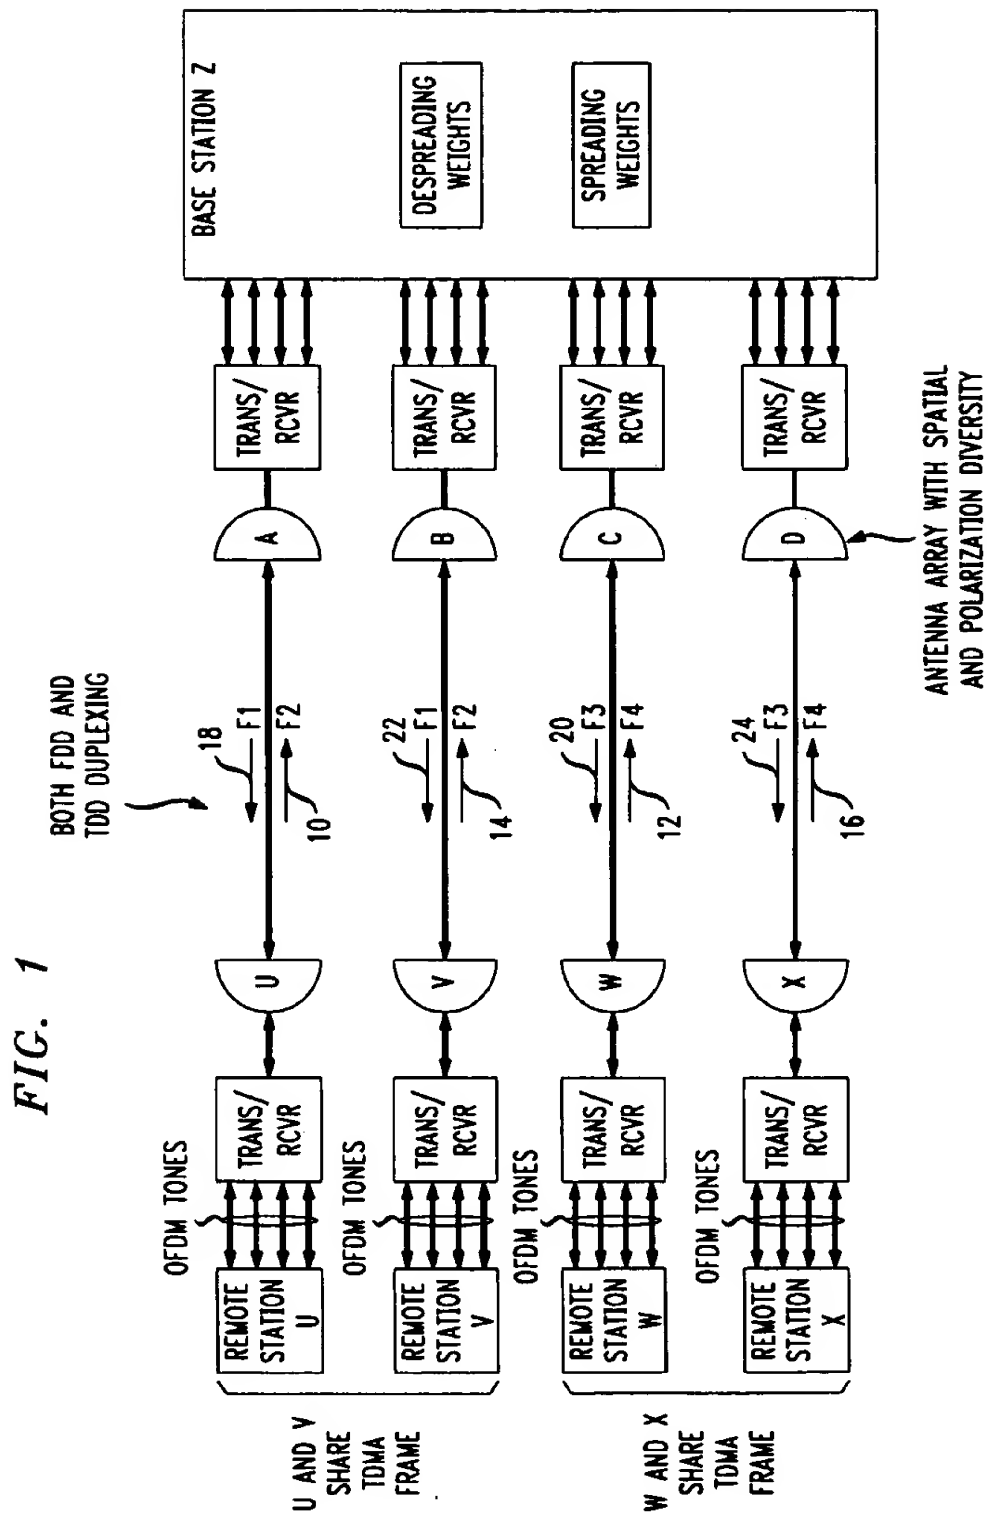 FIG. 1
BOTH FDD AND
TDD DUPLEXING
U AND V
SHARE
TDMA
FRAME
REMOTE
STATION
U
OFDM TONES
TRANS/
RCVR
U
18
F1
10
F2
A
TRANS/
RCVR
BASE STATION Z
REMOTE
STATION
V
OFDM TONES
TRANS/
RCVR
V
22
F1
14
F2
B
TRANS/
RCVR
DESPREADING
WEIGHTS
W AND X
SHARE
TDMA
FRAME
REMOTE
STATION
W
OFDM TONES
TRANS/
RCVR
W
20
F3
12
F4
C
TRANS/
RCVR
SPREADING
WEIGHTS
REMOTE
STATION
X
OFDM TONES
TRANS/
RCVR
X
24
F3
16
F4
D
TRANS/
RCVR
ANTENNA ARRAY WITH SPATIAL
AND POLARIZATION DIVERSITY